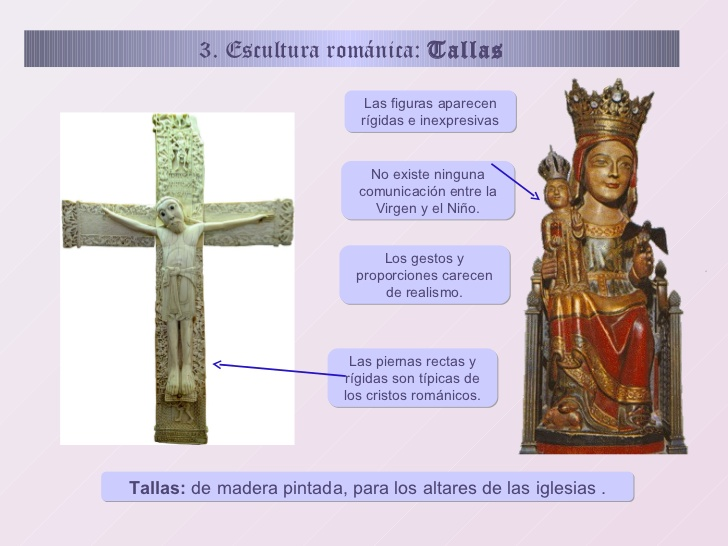 3. Escultura románica: Tallas
Las figuras aparecen
rígidas e inexpresivas
No existe ninguna
comunicación entre la
Virgen y el Niño.
Los gestos y
proporciones carecen
de realismo.
Las piernas rectas y
rígidas son típicas de
los cristos románicos.
Tallas: de madera pintada, para los altares de las iglesias .